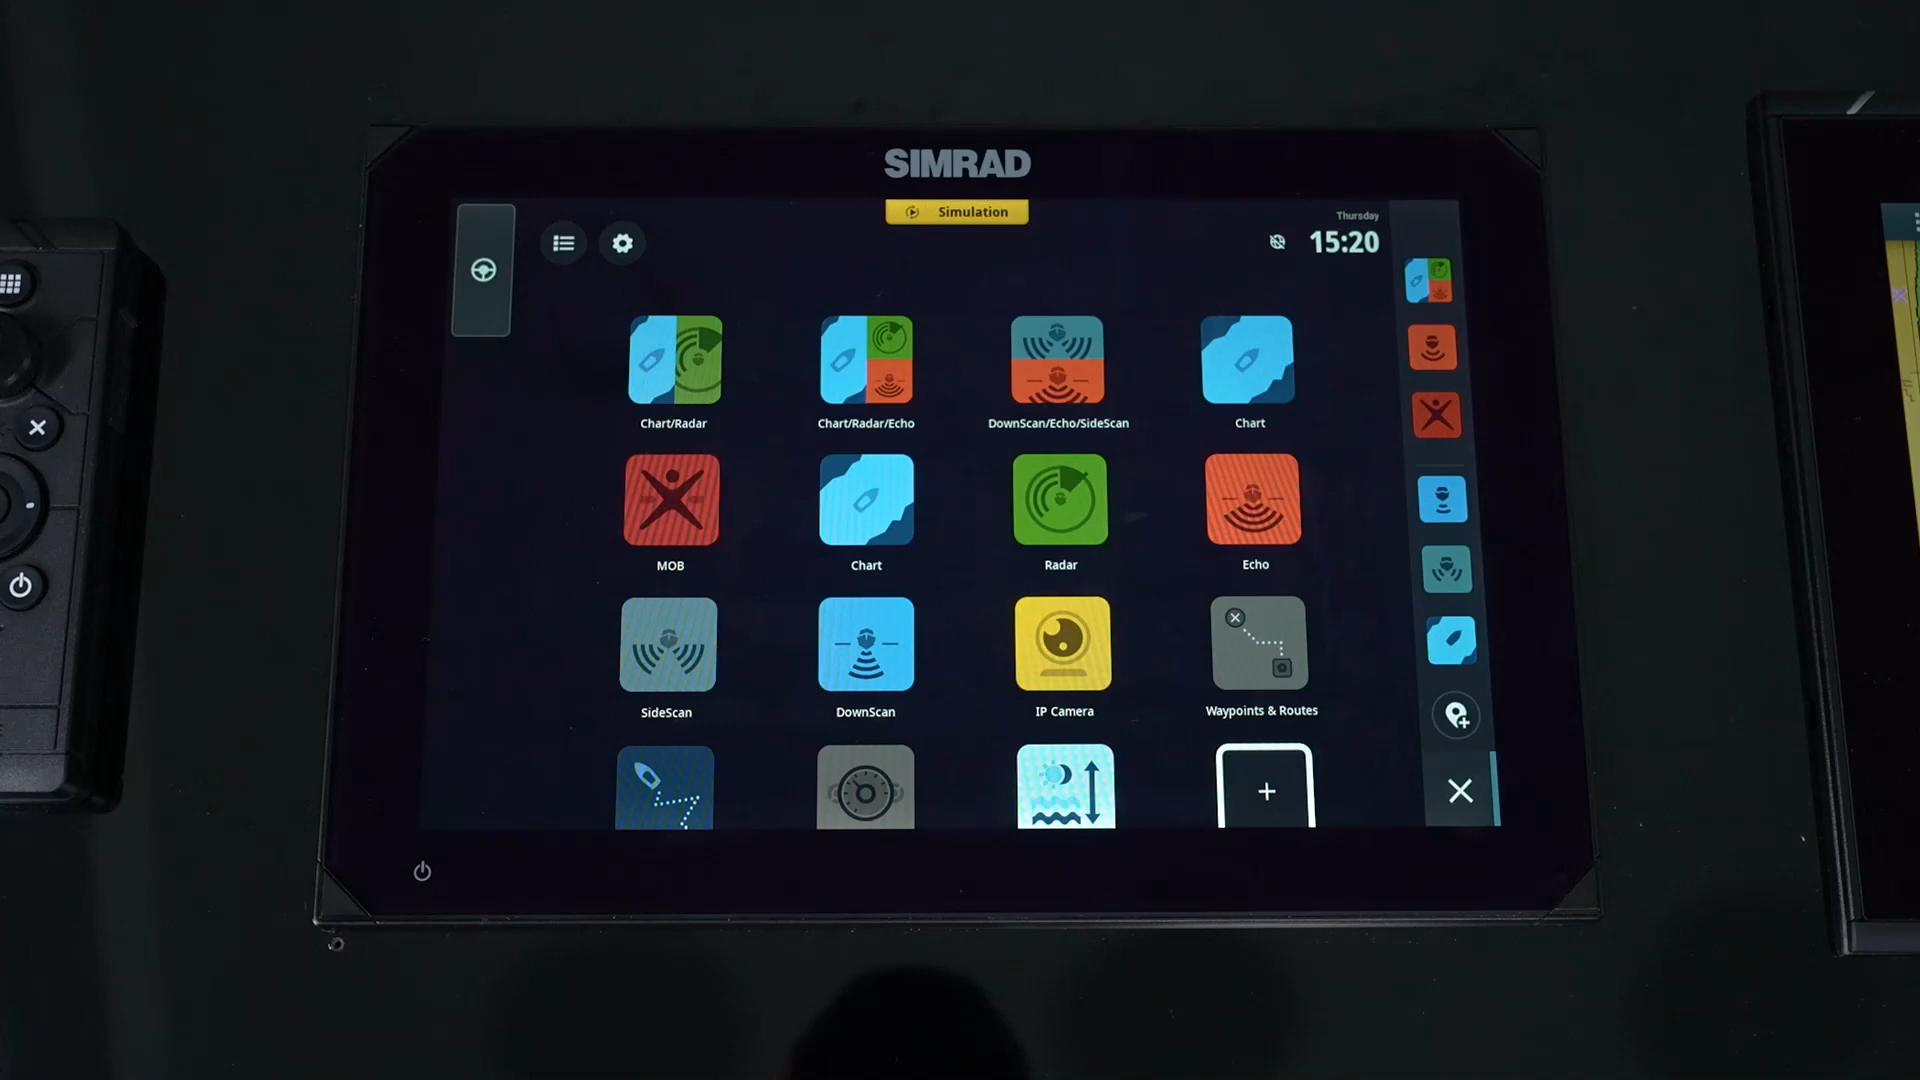 SIMRAD
Simulation
Thursday
15:20
Chart/Radar
Chart/Radar/Echo
DownScan/Echo/SideScan
Chart
MOB
Chart
Radar
Echo
SideScan
DownScan
IP Camera
Waypoints & Routes